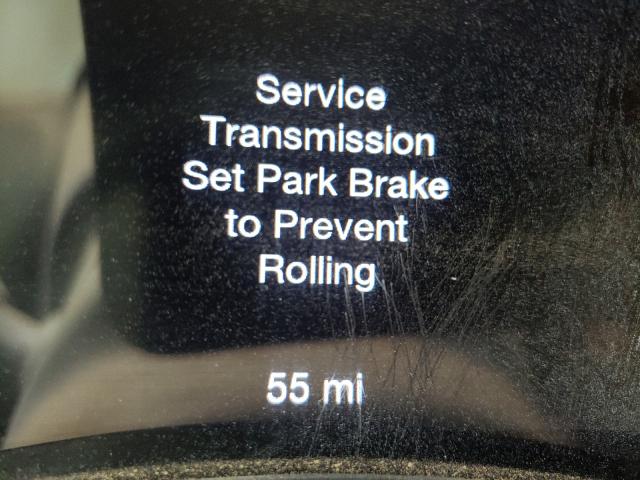 Service
Transmission
Set Park Brake
to Prevent
Rolling
55 mi